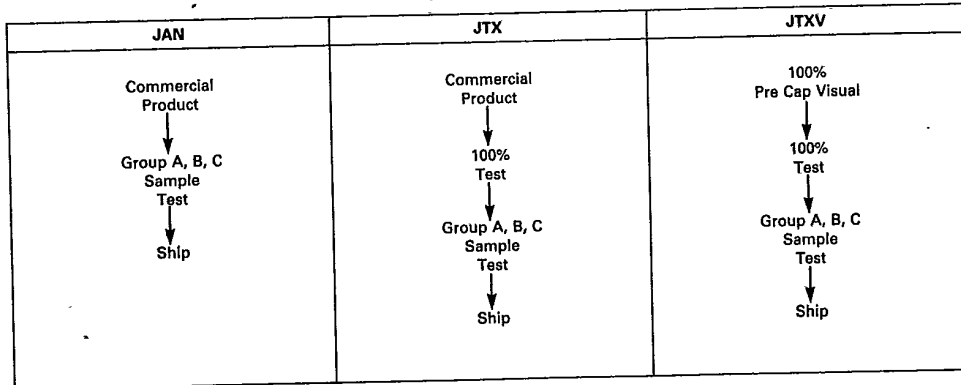 JAN
Commercial
Product
Group A, B, C
Sample
Test
Ship
JTX
Commercial
Product
100%
Test
Group A, B, C
Sample
Test
Ship
JTXV
100%
Pre Cap Visual
100%
Test
Group A, B, C
Sample
Test
Ship